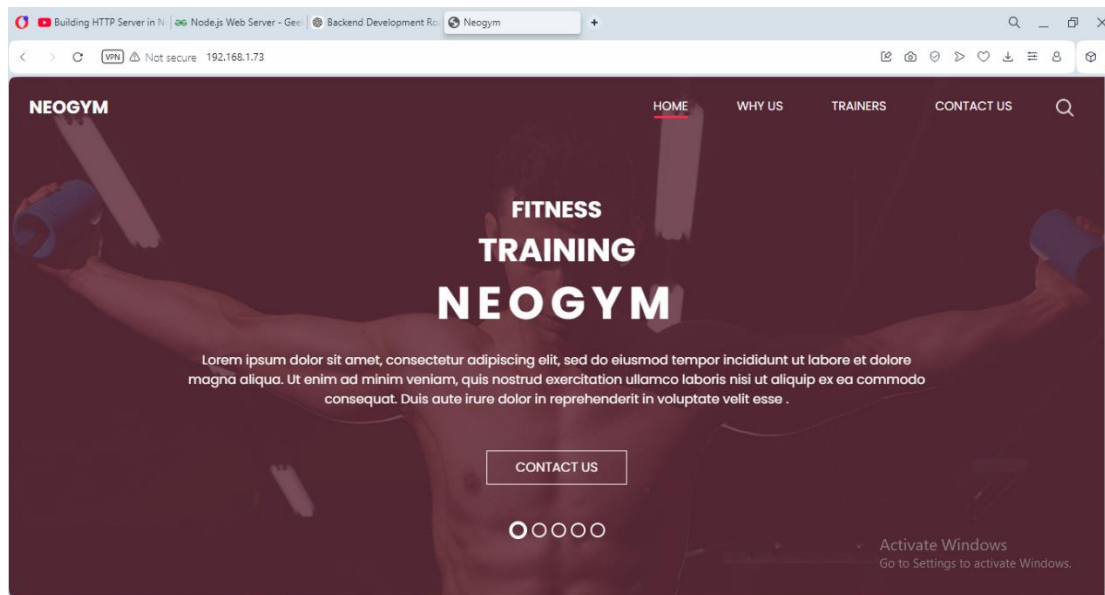 Building HTTP Server in N
Node.js Web Server - Gee
Backend Development Ro
Neogym
VPN
Not secure 192.168.1.73
NEOGYM
HOME
WHY US
TRAINERS
CONTACT US
FITNESS
TRAINING
NEOGYM
Lorem ipsum dolor sit amet, consectetur adipiscing elit, sed do eiusmod tempor incididunt ut labore et dolore
magna aliqua. Ut enim ad minim veniam, quis nostrud exercitation ullamco laboris nisi ut aliquip ex ea commodo
consequat. Duis aute irure dolor in reprehenderit in voluptate velit esse .
CONTACT US
Activate Windows
Go to Settings to activate Windows.